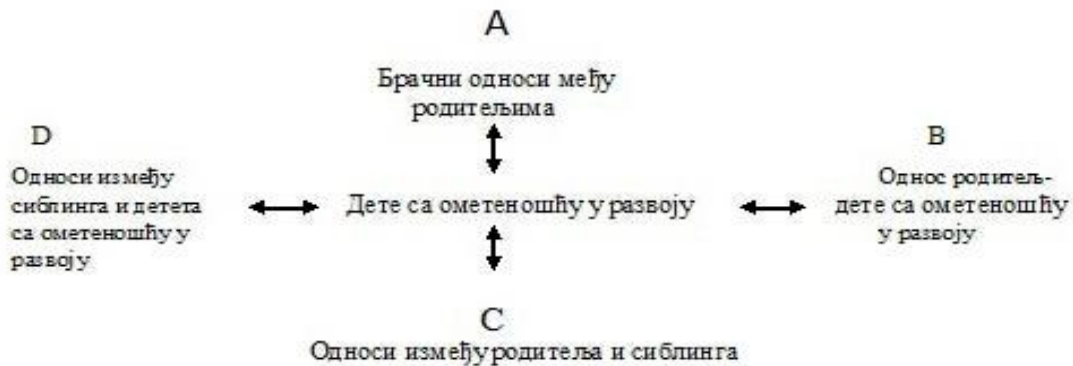 A
Брачни односи међу
родитељима
D
Односи између
сиблинга и детета
са ометеношћу у
развоју
Дете са ометеношћу у развоју
B
Однос родитељ-
дете са ометеношћу
у развоју
C
Односи између родитеља и сиблинга